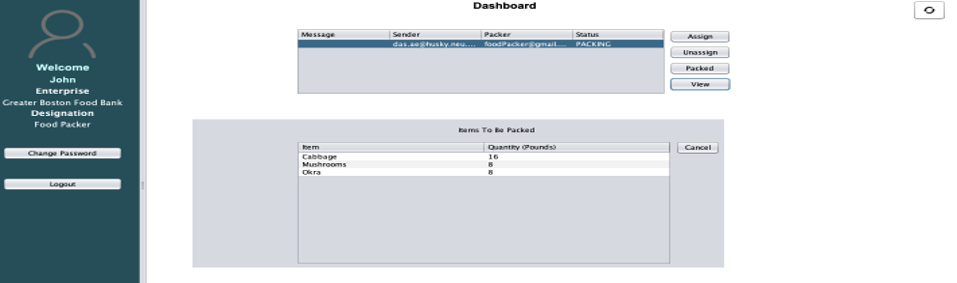 Dashboard
Welcome
John
Enterprise
Greater Boston Food Bank
Designation
Food Packer
Change Password
Logout
Message Sender Packer Status
das.ae@husky.neu.... foodPacker@gmail.... PACKING
Assign
Unassign
Packed
View
Items To Be Packed
Item Quantity (Pounds)
Cabbage 16
Mushrooms 8
Okra 8
Cancel